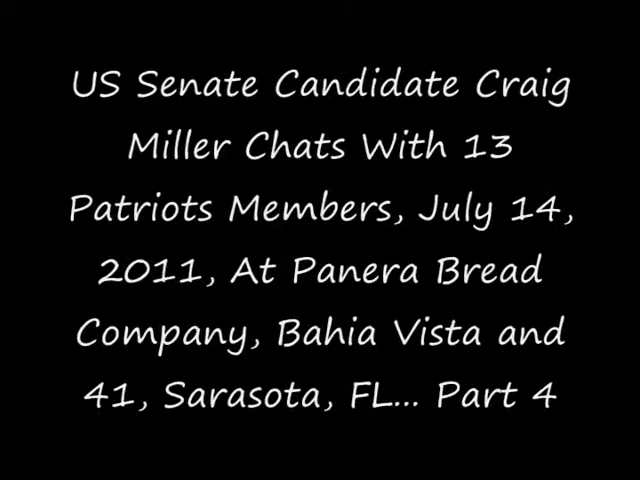 US Senate Candidate Craig
Miller Chats With 13
Patriots Members, July 14,
2011, At Panera Bread
Company, Bahia Vista and
41, Sarasota, FL... Part 4